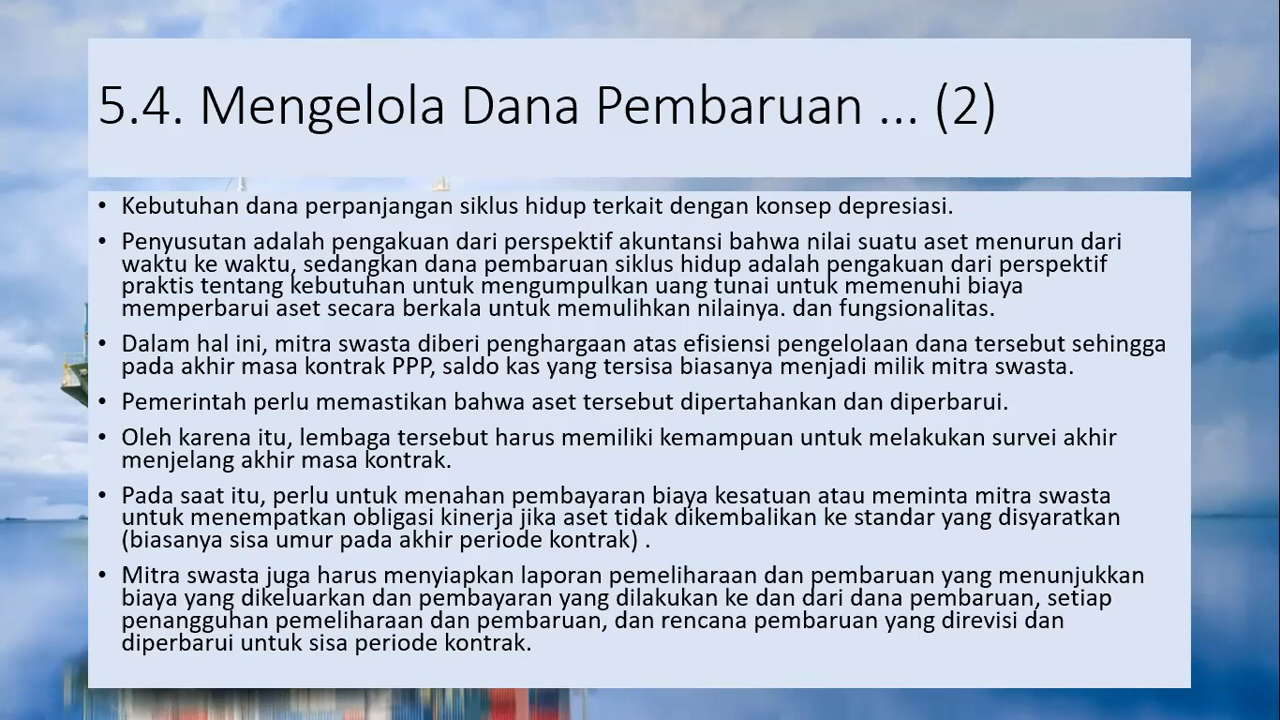 5.4. Mengelola Dana Pembaruan ... (2)
• Kebutuhan dana perpanjangan siklus hidup terkait dengan konsep depresiasi.
• Penyusutan adalah pengakuan dari perspektif akuntansi bahwa nilai suatu aset menurun dari
waktu ke waktu, sedangkan dana pembaruan siklus hidup adalah pengakuan dari perspektif
praktis tentang kebutuhan untuk mengumpulkan uang tunai untuk memenuhi biaya
memperbarui aset secara berkala untuk memulihkan nilainya. dan fungsionalitas.
• Dalam hal ini, mitra swasta diberi penghargaan atas efisiensi pengelolaan dana tersebut sehingga
pada akhir masa kontrak PPP, saldo kas yang tersisa biasanya menjadi milik mitra swasta.
• Pemerintah perlu memastikan bahwa aset tersebut dipertahankan dan diperbarui.
• Oleh karena itu, lembaga tersebut harus memiliki kemampuan untuk melakukan survei akhir
menjelang akhir masa kontrak.
• Pada saat itu, perlu untuk menahan pembayaran biaya kesatuan atau meminta mitra swasta
untuk menempatkan obligasi kinerja jika aset tidak dikembalikan ke standar yang disyaratkan
(biasanya sisa umur pada akhir periode kontrak) .
• Mitra swasta juga harus menyiapkan laporan pemeliharaan dan pembaruan yang menunjukkan
biaya yang dikeluarkan dan pembayaran yang dilakukan ke dan dari dana pembaruan, setiap
penangguhan pemeliharaan dan pembaruan, dan rencana pembaruan yang direvisi dan
diperbarui untuk sisa periode kontrak.